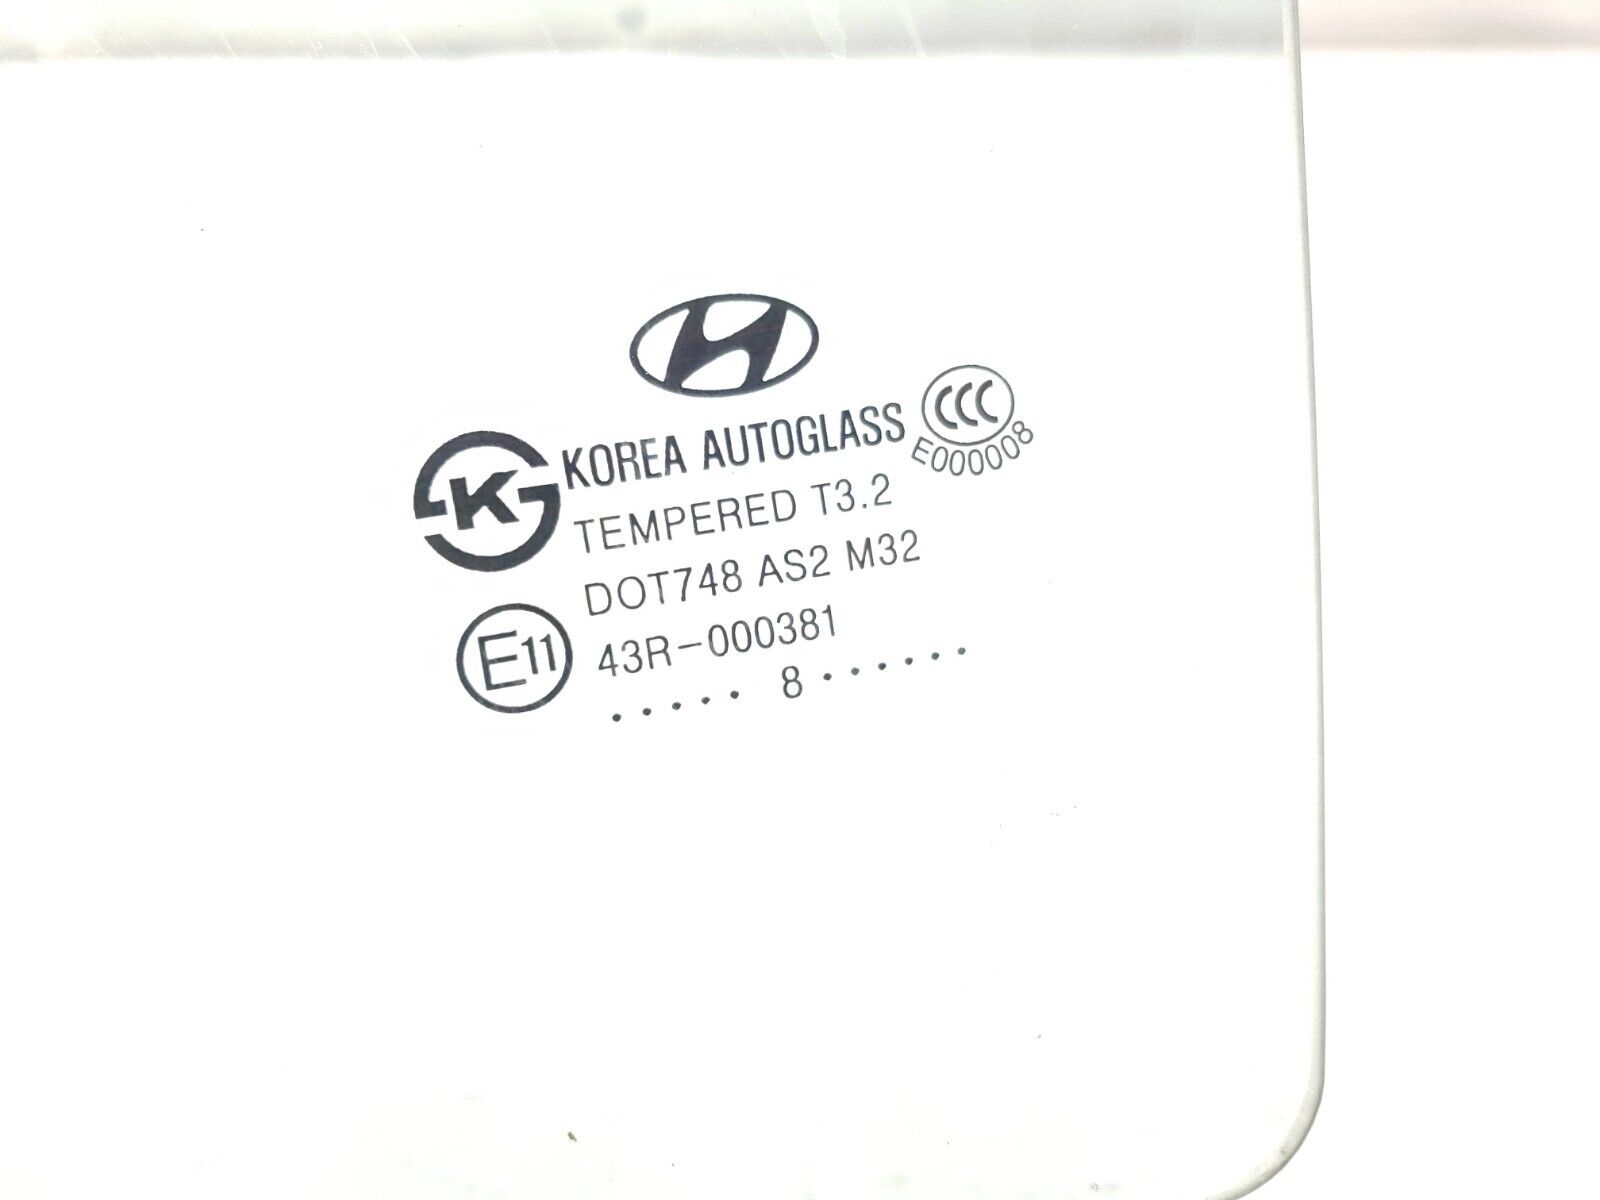 KOREA AUTOGLASS
CCC
E000008
K
TEMPERED T3.2
DOT748 AS2 M32
E11
43R-000381
..... 8 ......